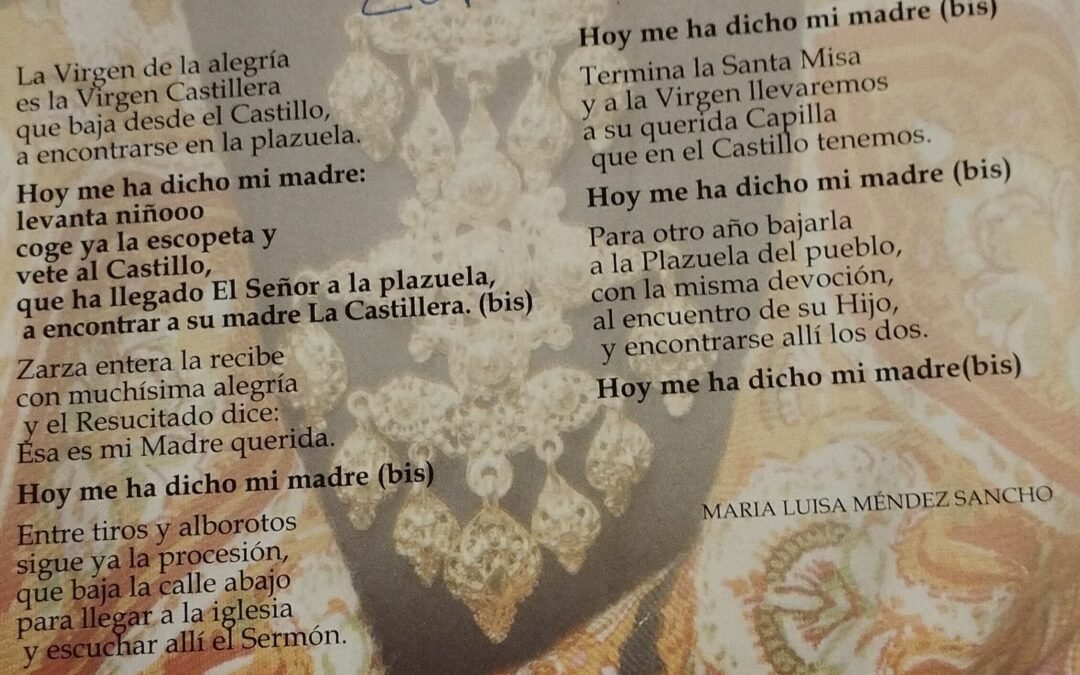 La Virgen de la alegría
es la Virgen Castillera
que baja desde el Castillo,
a encontrarse en la plazuela.
Hoy me ha dicho mi madre:
levanta niñooo
coge ya la escopeta y
vete al Castillo,
que ha llegado El Señor a la plazuela,
a encontrar a su madre La Castillera. (bis)
Zarza entera la recibe
con muchísima alegría
y el Resucitado dice:
Esa es mi Madre querida.
Hoy me ha dicho mi madre (bis)
Entre tiros y alborotos
sigue ya la procesión,
que baja la calle abajo
para llegar a la iglesia
y escuchar allí el Sermón.
Hoy me ha dicho mi madre (bis)
Termina la Santa Misa
y a la Virgen llevaremos
a su querida Capilla
que en el Castillo tenemos.
Hoy me ha dicho mi madre (bis)
Para otro año bajarla
a la Plazuela del pueblo,
con la misma devoción,
al encuentro de su Hijo,
y encontrarse allí los dos.
Hoy me ha dicho mi madre(bis)
MARIA LUISA MÉNDEZ SANCHO